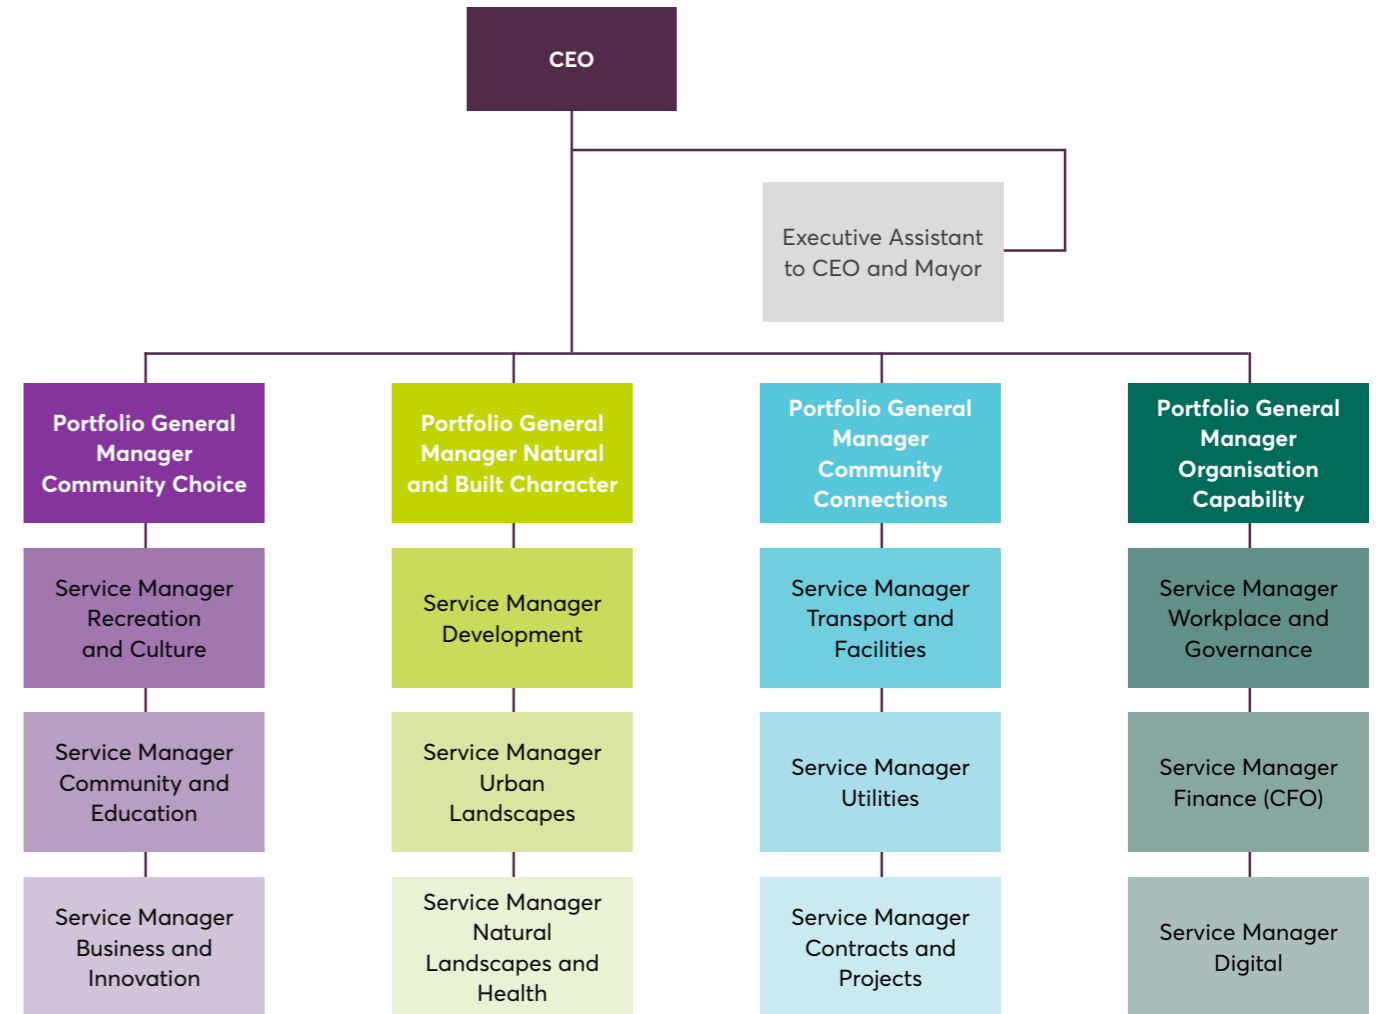 CEO
Executive Assistant
to CEO and Mayor
Portfolio General
Manager
Community Choice
Service Manager
Recreation
and Culture
Service Manager
Community and
Education
Service Manager
Business and
Innovation
Portfolio General
Manager Natural
and Built Character
Service Manager
Development
Service Manager
Urban
Landscapes
Service Manager
Natural
Landscapes and
Health
Portfolio General
Manager
Community
Connections
Service Manager
Transport and
Facilities
Service Manager
Utilities
Service Manager
Contracts and
Projects
Portfolio General
Manager
Organisation
Capability
Service Manager
Workplace and
Governance
Service Manager
Finance (CFO)
Service Manager
Digital